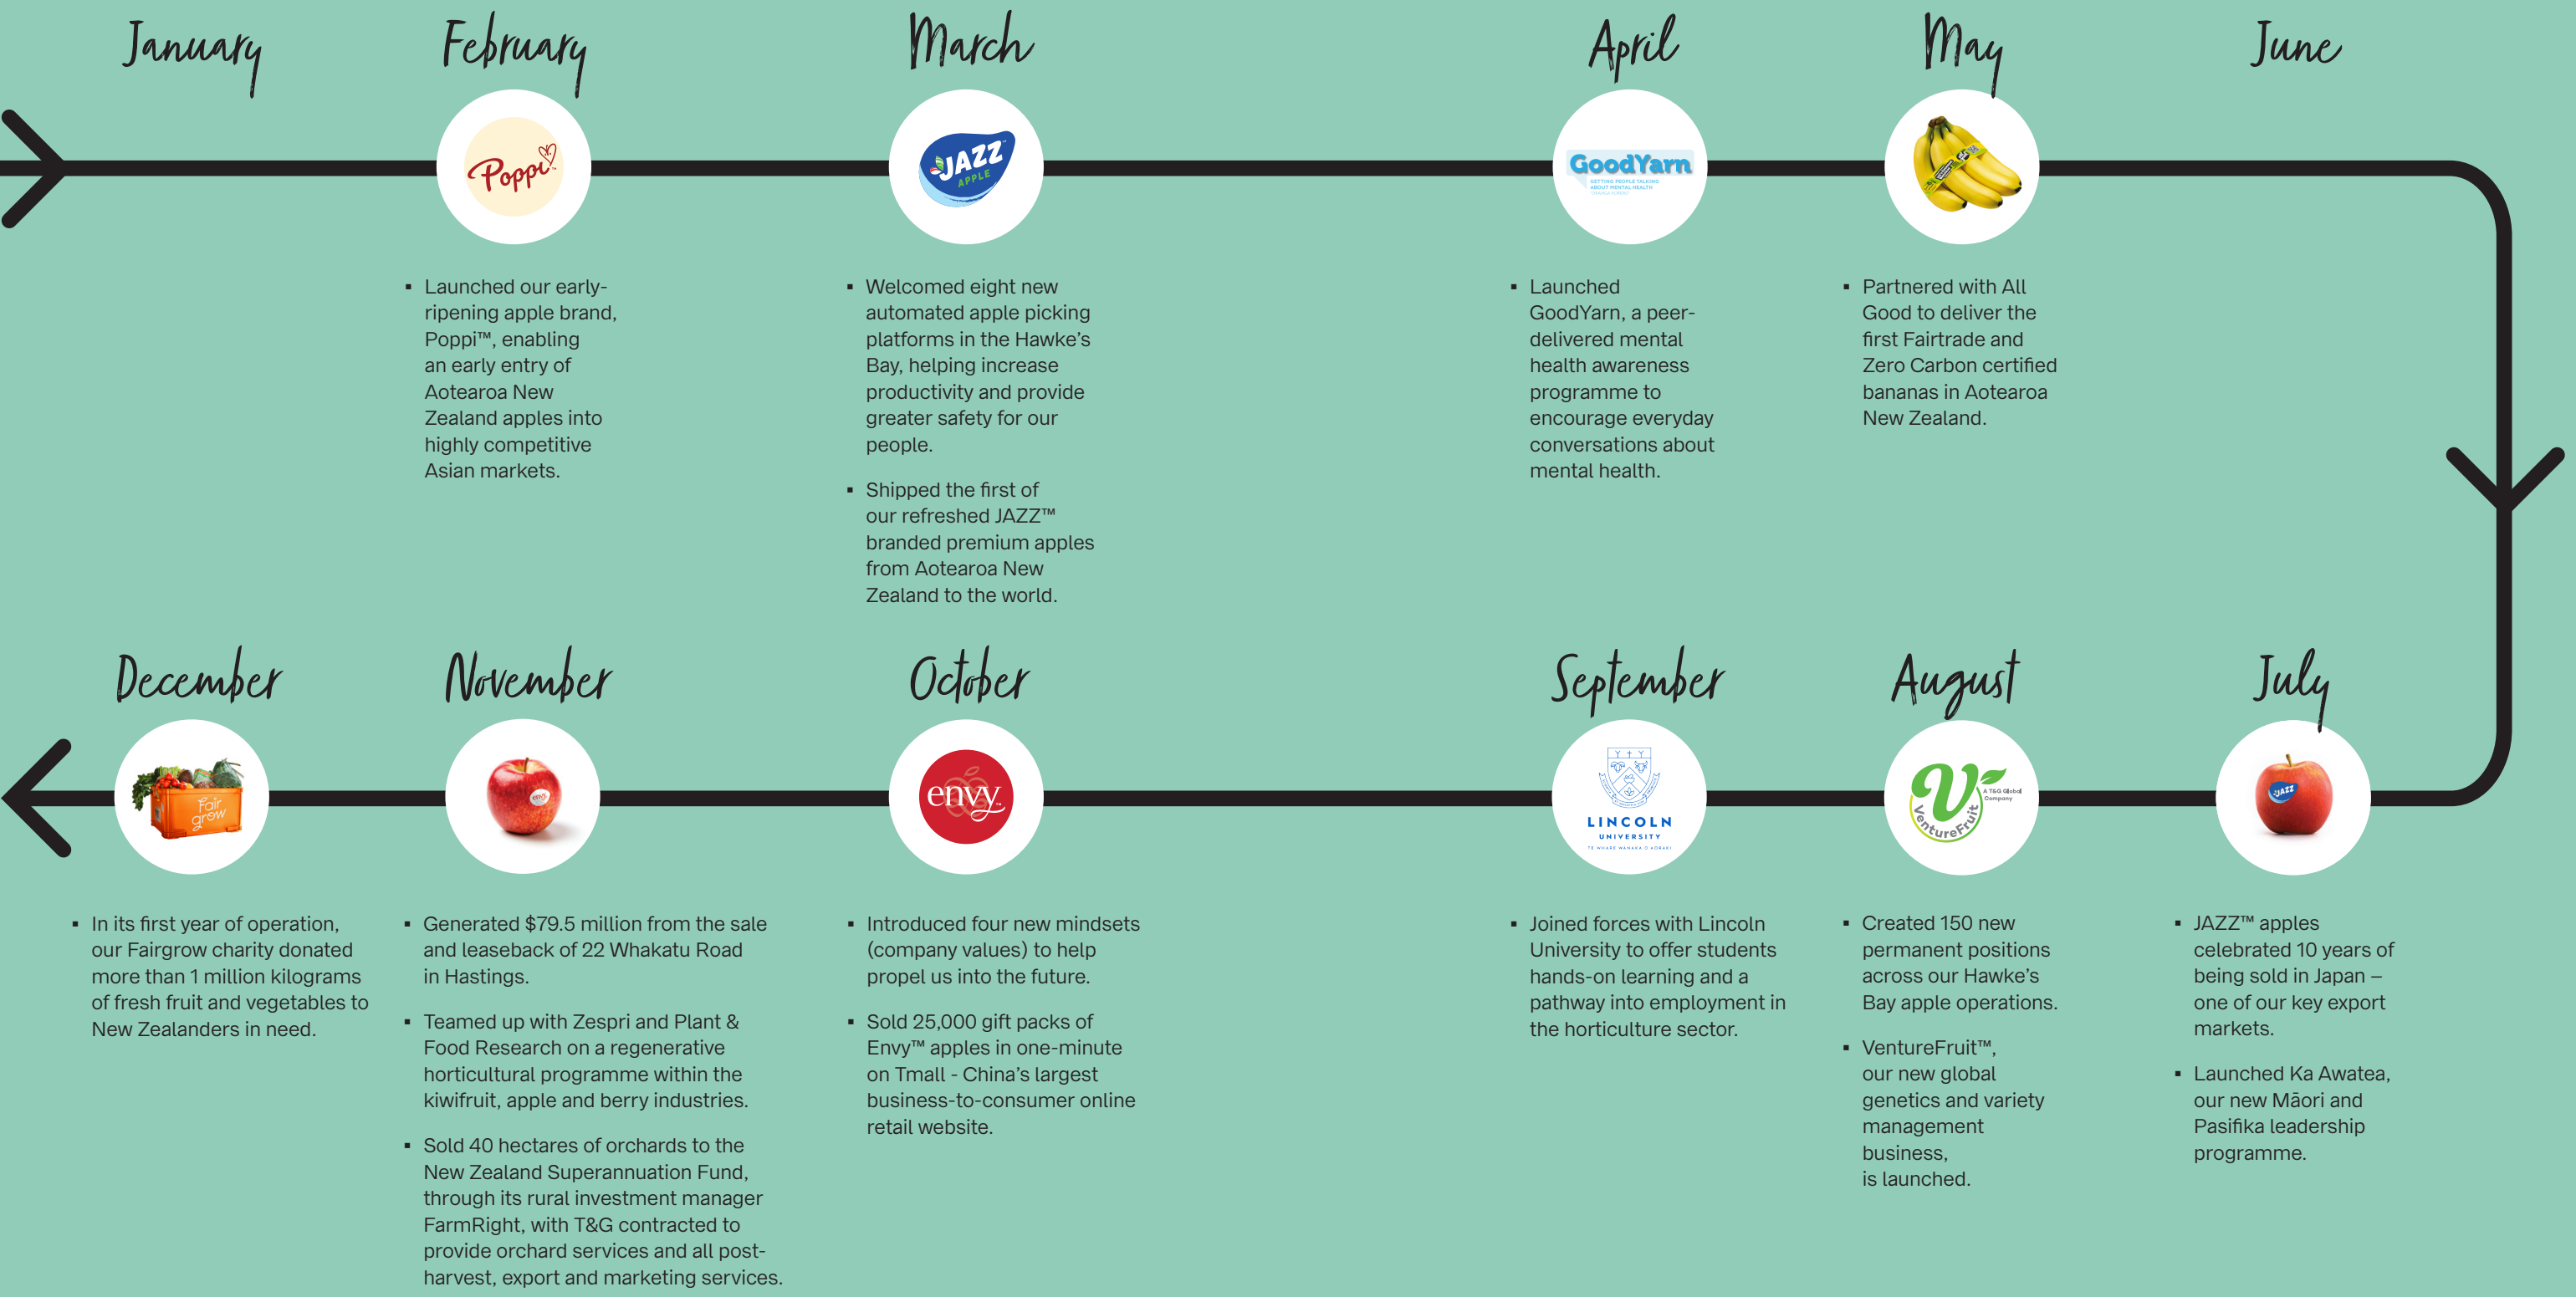 January
February
March
April
May
June
Poppi™
JAZZ™
APPLE
GoodYarn
GETTING PEOPLE TALKING
ABOUT MENTAL HEALTH
▪ Launched our early-
ripening apple brand,
Poppi™, enabling
an early entry of
Aotearoa New
Zealand apples into
highly competitive
Asian markets.
▪ Welcomed eight new
automated apple picking
platforms in the Hawke's
Bay, helping increase
productivity and provide
greater safety for our
people.
▪ Shipped the first of
our refreshed JAZZ™
branded premium apples
from Aotearoa New
Zealand to the world.
▪ Launched
GoodYarn, a peer-
delivered mental
health awareness
programme to
encourage everyday
conversations about
mental health.
▪ Partnered with All
Good to deliver the
first Fairtrade and
Zero Carbon certified
bananas in Aotearoa
New Zealand.
July
JAZZ
▪ JAZZ™ apples
celebrated 10 years of
being sold in Japan –
one of our key export
markets.
▪ Launched Ka Awatea,
our new Māori and
Pasifika leadership
programme.
August
V
VentureFruit
A T&G Global
Company
▪ Created 150 new
permanent positions
across our Hawke's
Bay apple operations.
▪ VentureFruit™,
our new global
genetics and variety
management
business,
is launched.
September
LINCOLN
UNIVERSITY
TE WHARE WĀNAKA O AORAKI
▪ Joined forces with Lincoln
University to offer students
hands-on learning and a
pathway into employment in
the horticulture sector.
October
envy™
▪ Introduced four new mindsets
(company values) to help
propel us into the future.
▪ Sold 25,000 gift packs of
Envy™ apples in one-minute
on Tmall - China's largest
business-to-consumer online
retail website.
November
envy
▪ Generated $79.5 million from the sale
and leaseback of 22 Whakatu Road
in Hastings.
▪ Teamed up with Zespri and Plant &
Food Research on a regenerative
horticultural programme within the
kiwifruit, apple and berry industries.
▪ Sold 40 hectares of orchards to the
New Zealand Superannuation Fund,
through its rural investment manager
FarmRight, with T&G contracted to
provide orchard services and all post-
harvest, export and marketing services.
December
Fair
grow
▪ In its first year of operation,
our Fairgrow charity donated
more than 1 million kilograms
of fresh fruit and vegetables to
New Zealanders in need.